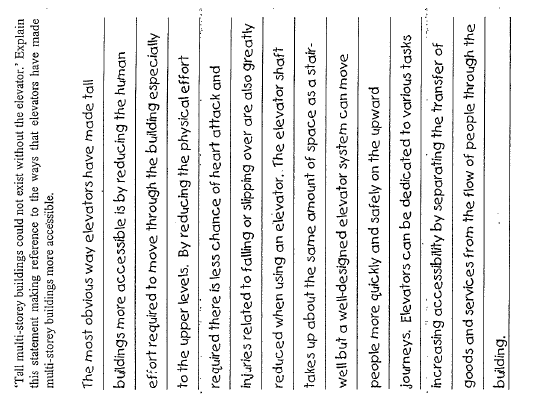 'Tall multi-storey buildings could not exist without the elevator.' Explain
this statement making reference to the ways that elevators have made
multi-storey buildings more accessible.
The most obvious way elevators have made tall
buildings more accessible is by reducing the human
effort required to move through the building especially
to the upper levels. By reducing the physical effort
required there is less chance of heart attack and
injuries related to falling or slipping over are also greatly
reduced when using an elevator. The elevator shaft
takes up about the same amount of space as a stair-
well but a well-designed elevator system can move
people more quickly and safely on the upward
journeys. Elevators can be dedicated to various tasks
increasing accessibility by separating the transfer of
goods and services from the flow of people through the
building.